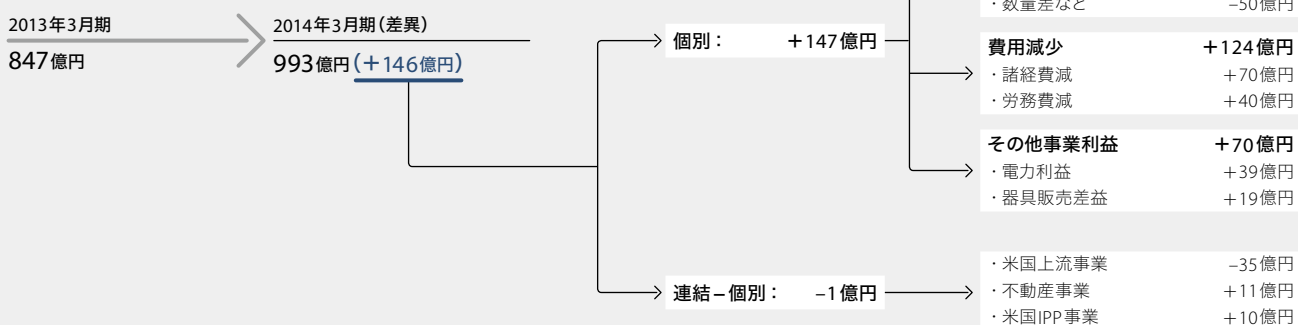 ・数量差など –50億円
2013年3月期
847億円
2014年3月期（差異）
993億円（＋146億円）
個別： ＋147億円
費用減少 ＋124億円
・諸経費減 ＋70億円
・労務費減 ＋40億円
その他事業利益 ＋70億円
・電力利益 ＋39億円
・器具販売差益 ＋19億円
連結－個別： –1億円
・米国上流事業 –35億円
・不動産事業 ＋11億円
・米国IPP事業 ＋10億円